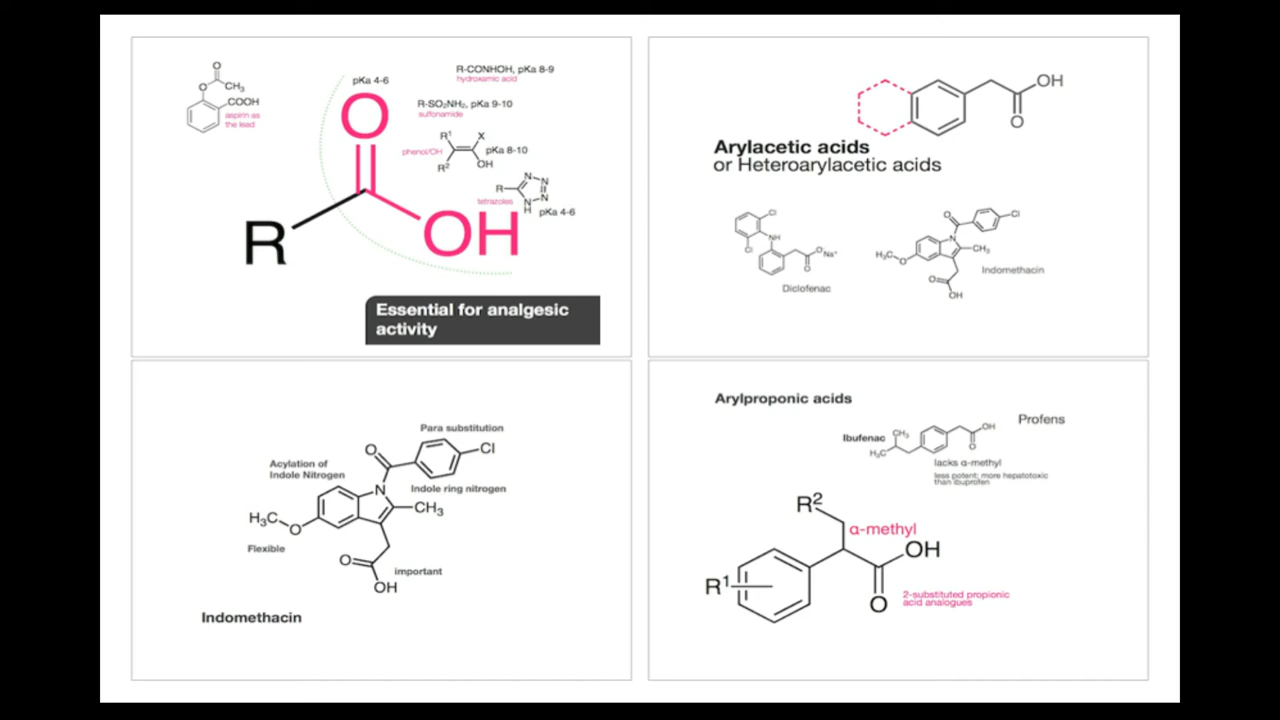 pKa 4-6
R-CONHOH, pKa 8-9
hydroxamic acid
O
O
CH₃
COOH
aspirin as
the lead
R-SO₂NH₂, pKa 9-10
sulfonamide
R¹
X
phenol/OH
pKa 8-10
R²
OH
N
N
R
N
N
H
tetrazoles
pKa 4-6
O
R
OH
Essential for analgesic
activity
OH
O
Arylacetic acids
or Heteroarylacetic acids
Cl
NH
Cl
O⁻
Na⁺
O
Diclofenac
O
Cl
N
CH₃
H₃C
O
O
OH
Indomethacin
Para substitution
O
Cl
Acylation of
Indole Nitrogen
Indole ring nitrogen
N
CH₃
H₃C
O
Flexible
O
important
OH
Indomethacin
Arylproponic acids
Profens
Ibufenac
CH₃
H₃C
OH
O
lacks α-methyl
less potent; more hepatotoxic
than ibuprofen
R²
α-methyl
OH
R¹
O
2-substituted propionic
acid analogues